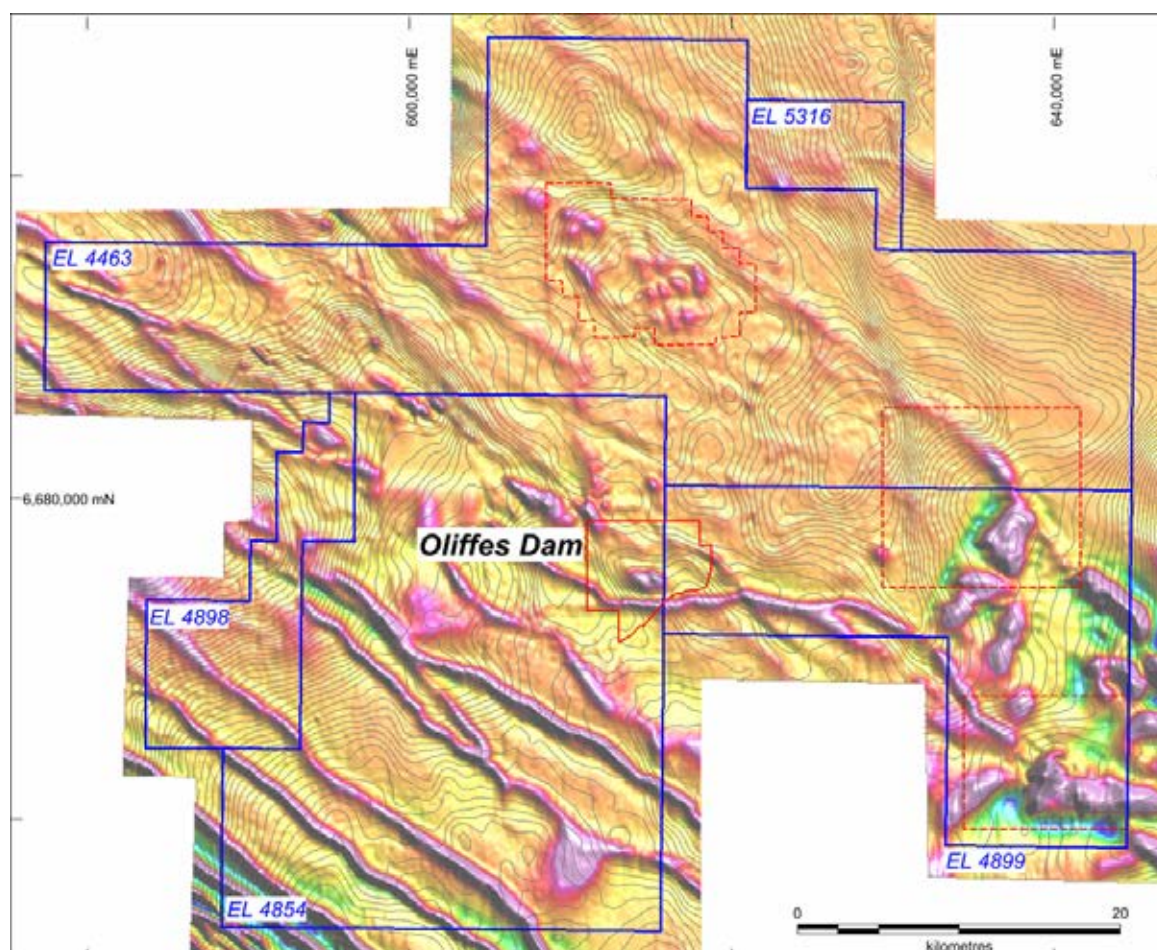 600,000 mE
640,000 mE
EL 5316
EL 4463
6,680,000 mN
Oliffes Dam
EL 4898
EL 4899
EL 4854
0
20
kilometres